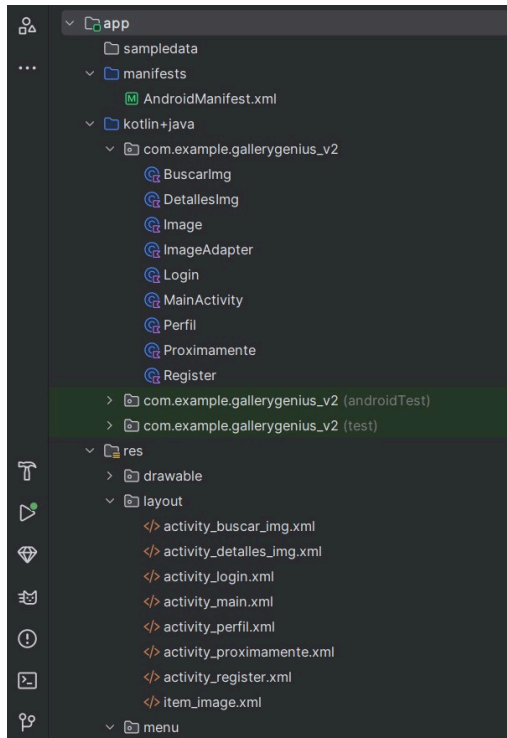 app
sampledata
manifests
AndroidManifest.xml
kotlin+java
com.example.gallerygenius_v2
BuscarImg
DetallesImg
Image
ImageAdapter
Login
MainActivity
Perfil
Proximamente
Register
com.example.gallerygenius_v2 (androidTest)
com.example.gallerygenius_v2 (test)
res
drawable
layout
activity_buscar_img.xml
activity_detalles_img.xml
activity_login.xml
activity_main.xml
activity_perfil.xml
activity_proximamente.xml
activity_register.xml
item_image.xml
menu